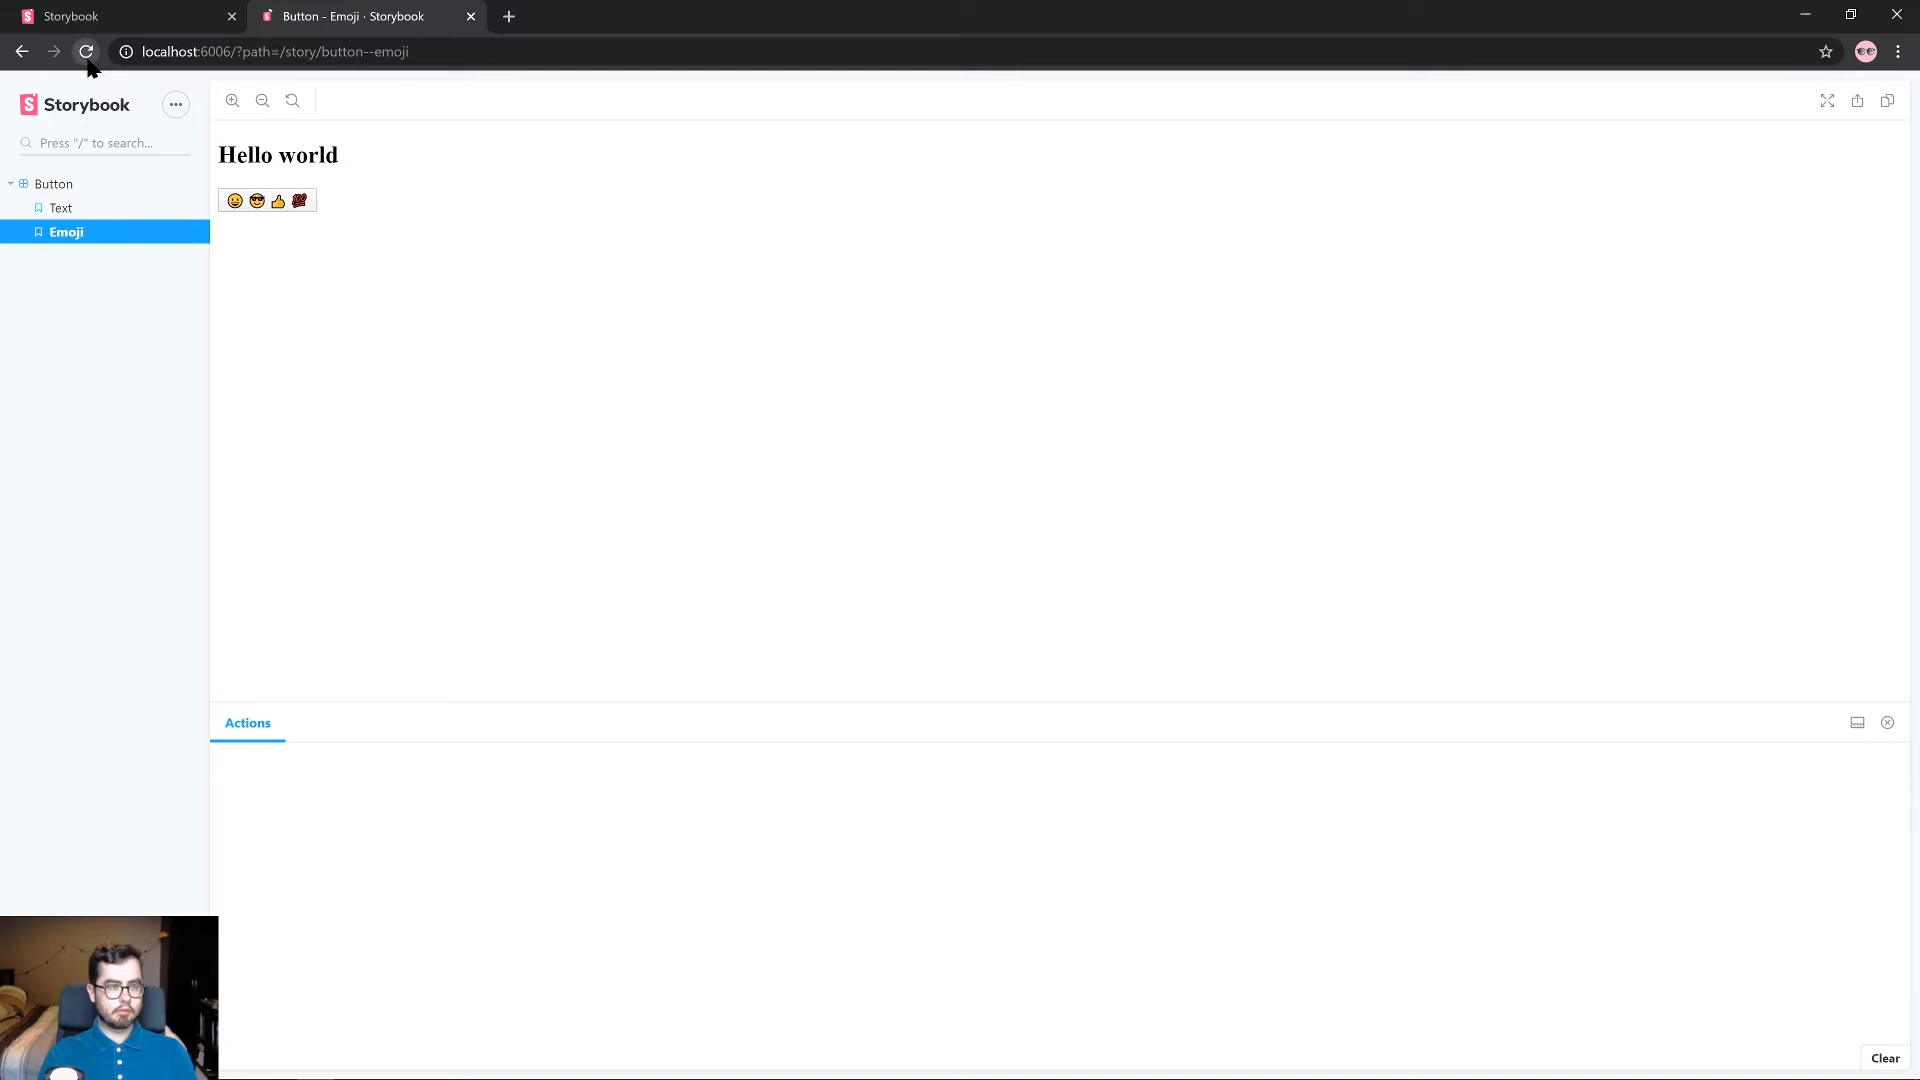 Storybook
Button - Emoji · Storybook
localhost:6006/?path=/story/button--emoji
Storybook
Press "/" to search...
Button
Text
Emoji
Hello world
😀 😎 👍 💯
Actions
Clear